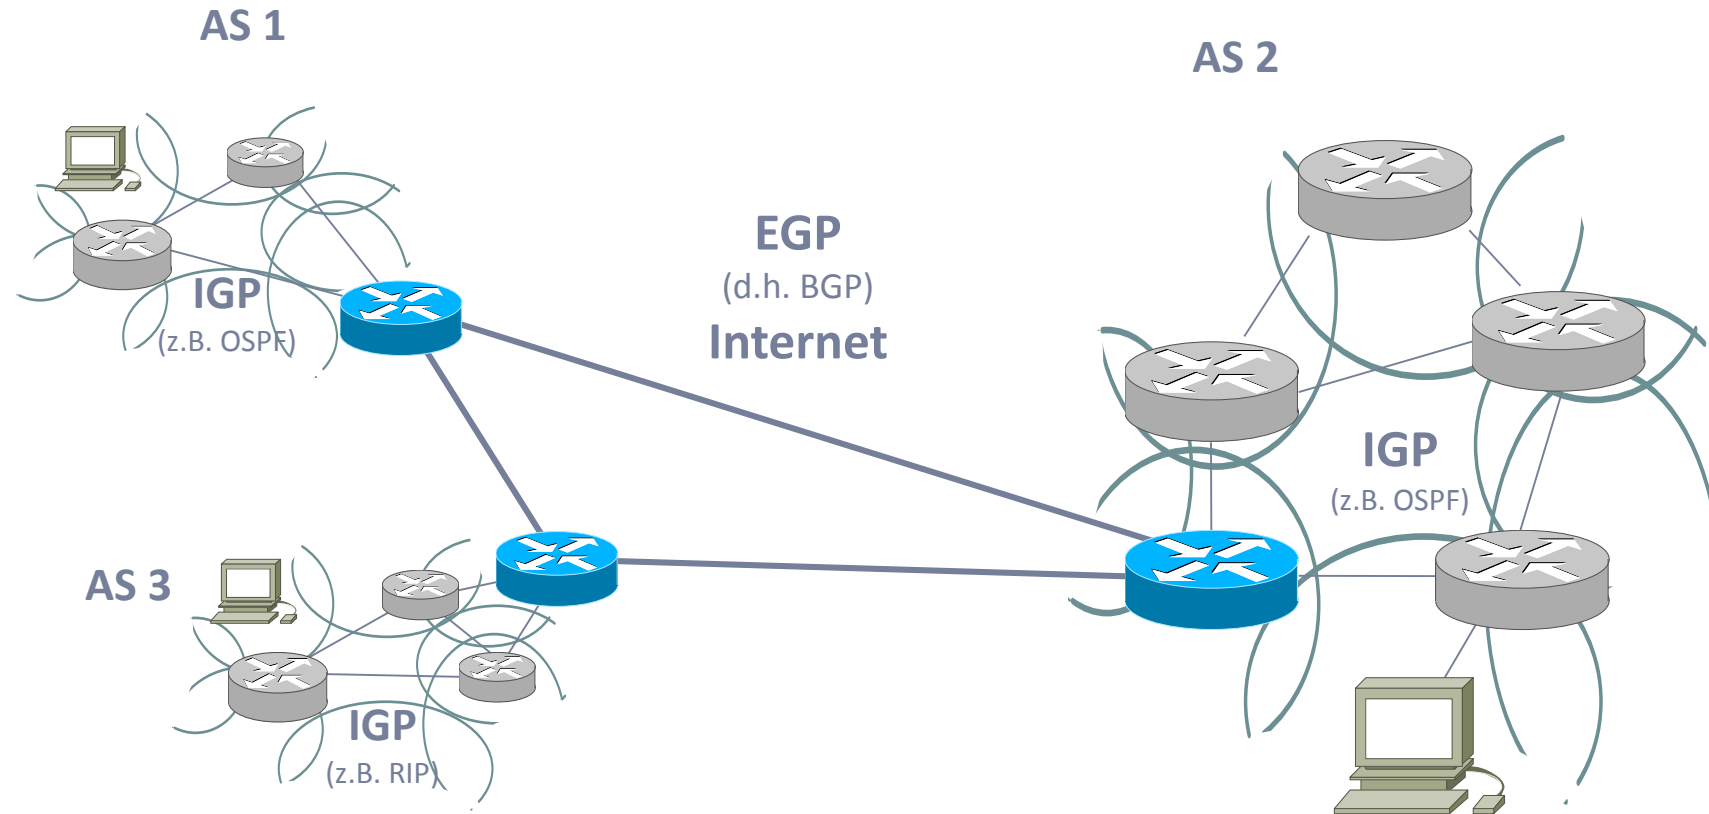 AS 1
AS 2
EGP
(d.h. BGP)
Internet
IGP
(z.B. OSPF)
IGP
(z.B. OSPF)
AS 3
IGP
(z.B. RIP)